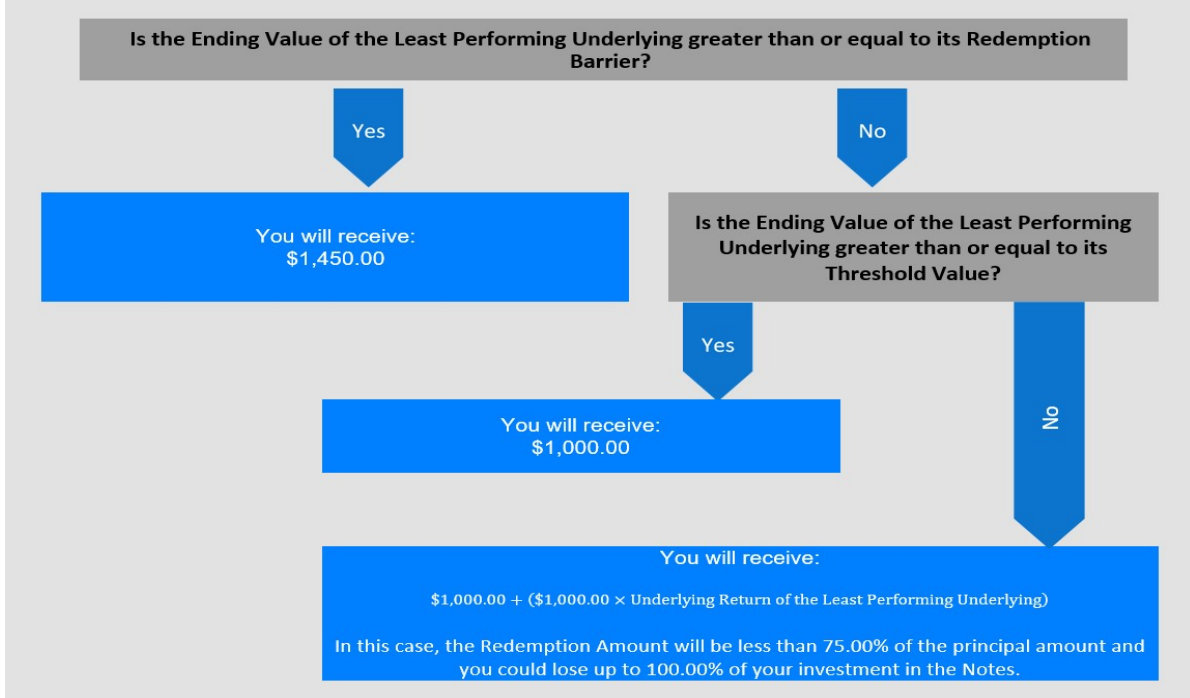 Is the Ending Value of the Least Performing Underlying greater than or equal to its Redemption
Barrier?
Yes
No
You will receive:
$1,450.00
Is the Ending Value of the Least Performing
Underlying greater than or equal to its
Threshold Value?
Yes
No
You will receive:
$1,000.00
You will receive:
$1,000.00 + ($1,000.00 × Underlying Return of the Least Performing Underlying)
In this case, the Redemption Amount will be less than 75.00% of the principal amount and
you could lose up to 100.00% of your investment in the Notes.